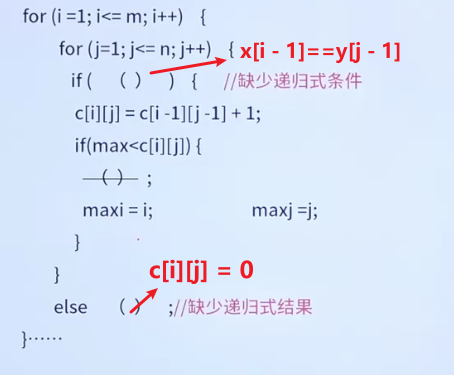 for (i =1; i<= m; i++) {
for (j=1; j<= n; j++) { x[i - 1]==y[j - 1]
if ( （ ） ) { //缺少递归式条件
c[i][j] = c[i -1][j -1] + 1;
if(max<c[i][j]) {
（ ） ;
maxi = i; maxj =j;
}
} c[i][j] = 0
else （ ） ;//缺少递归式结果
}……